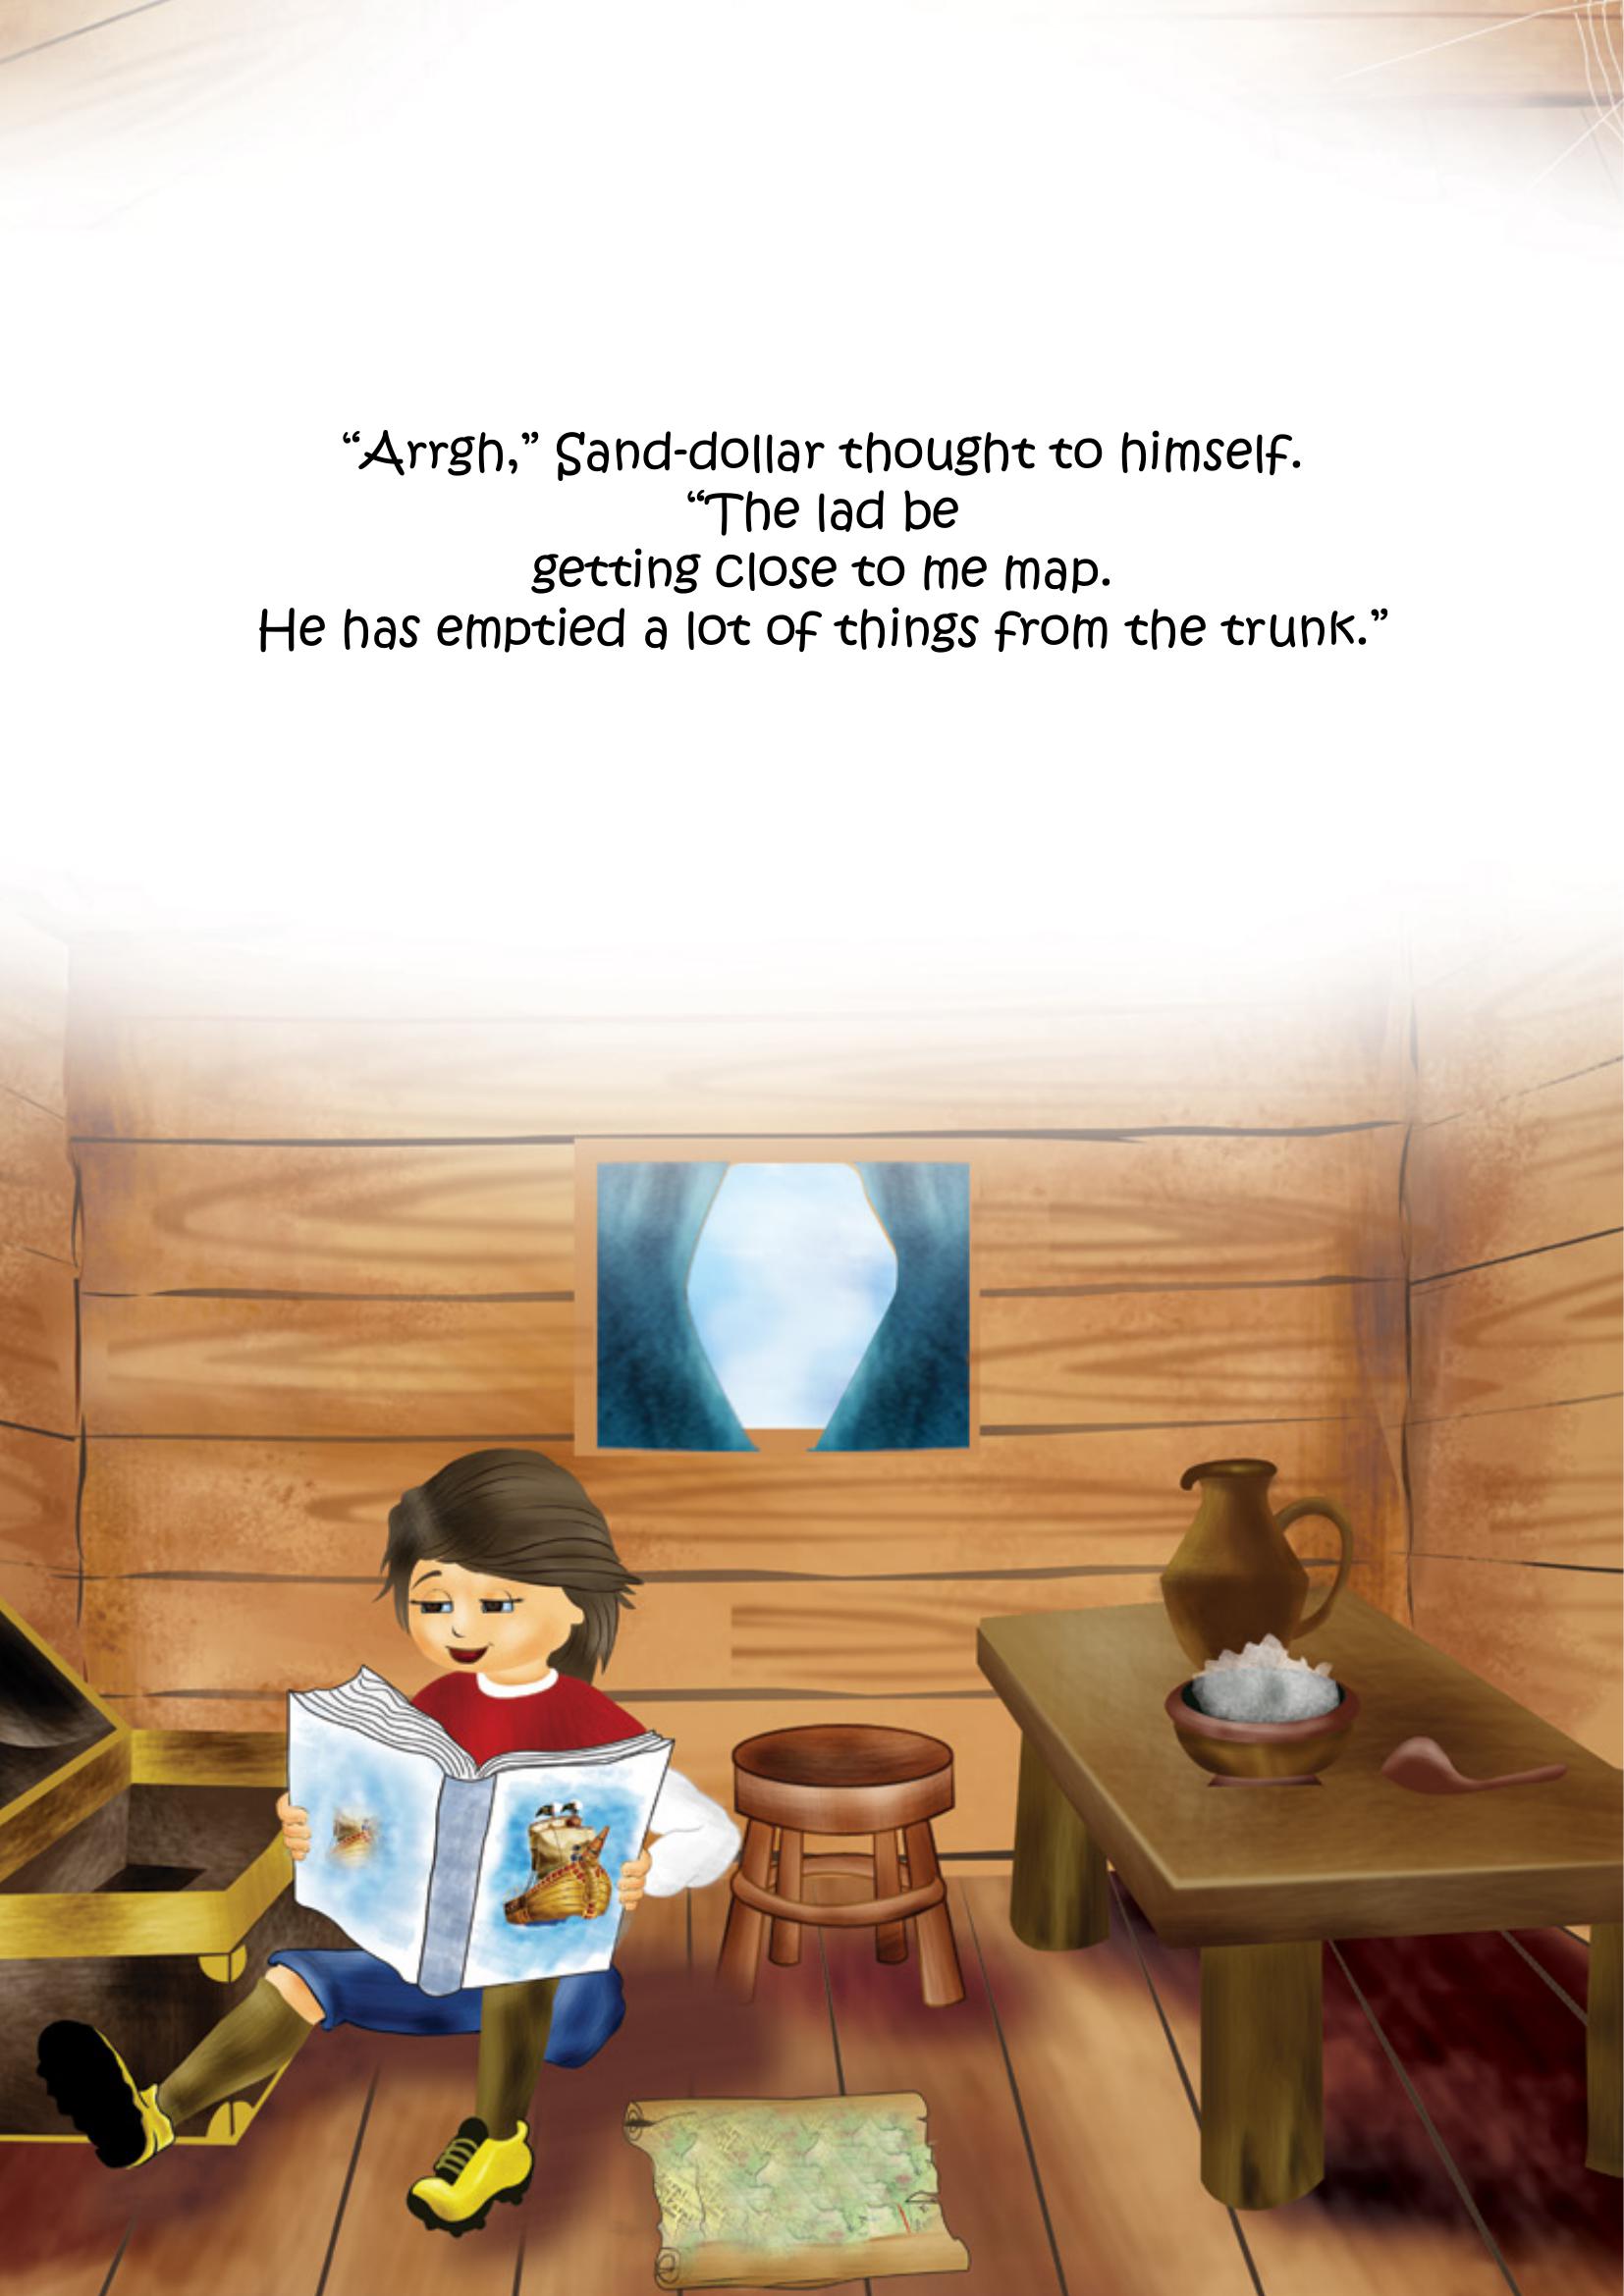 “Arrgh,” Sand-dollar thought to himself.
“The lad be
getting close to me map.
He has emptied a lot of things from the trunk.”